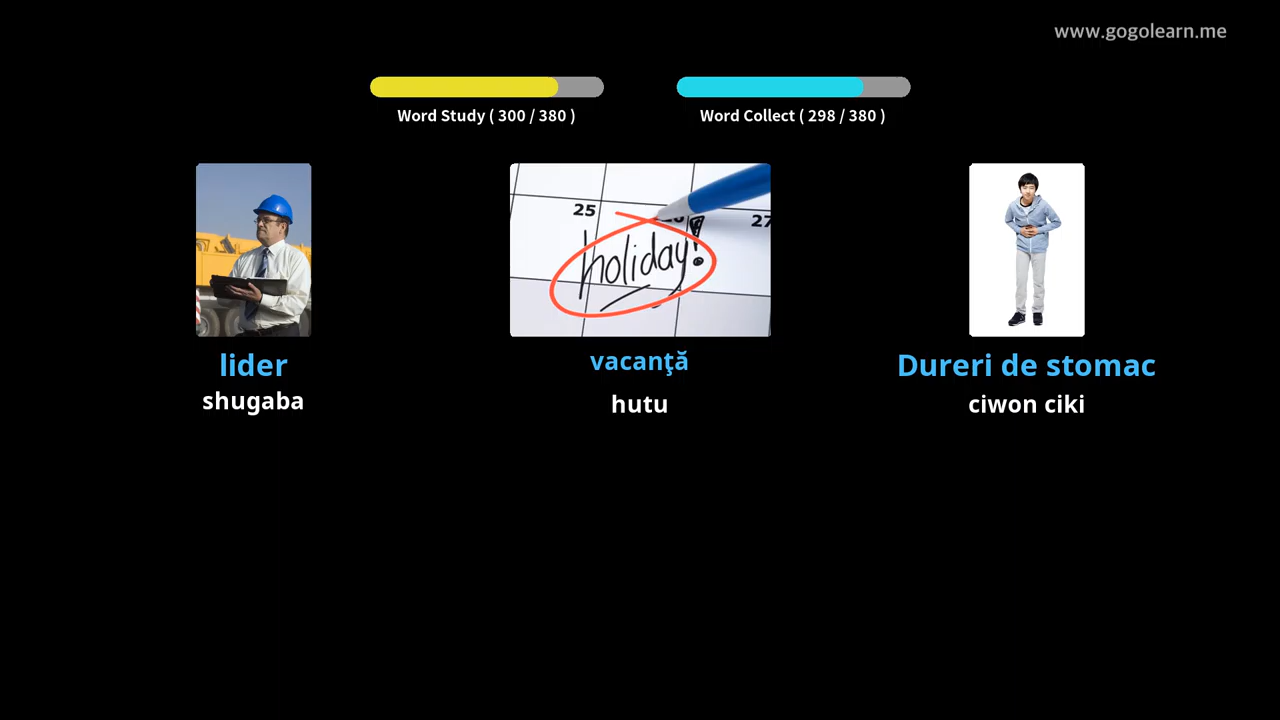 www.gogolearn.me
Word Study ( 300 / 380 )
Word Collect ( 298 / 380 )
25
27
holiday!
lider
vacanţă
Dureri de stomac
shugaba
hutu
ciwon ciki